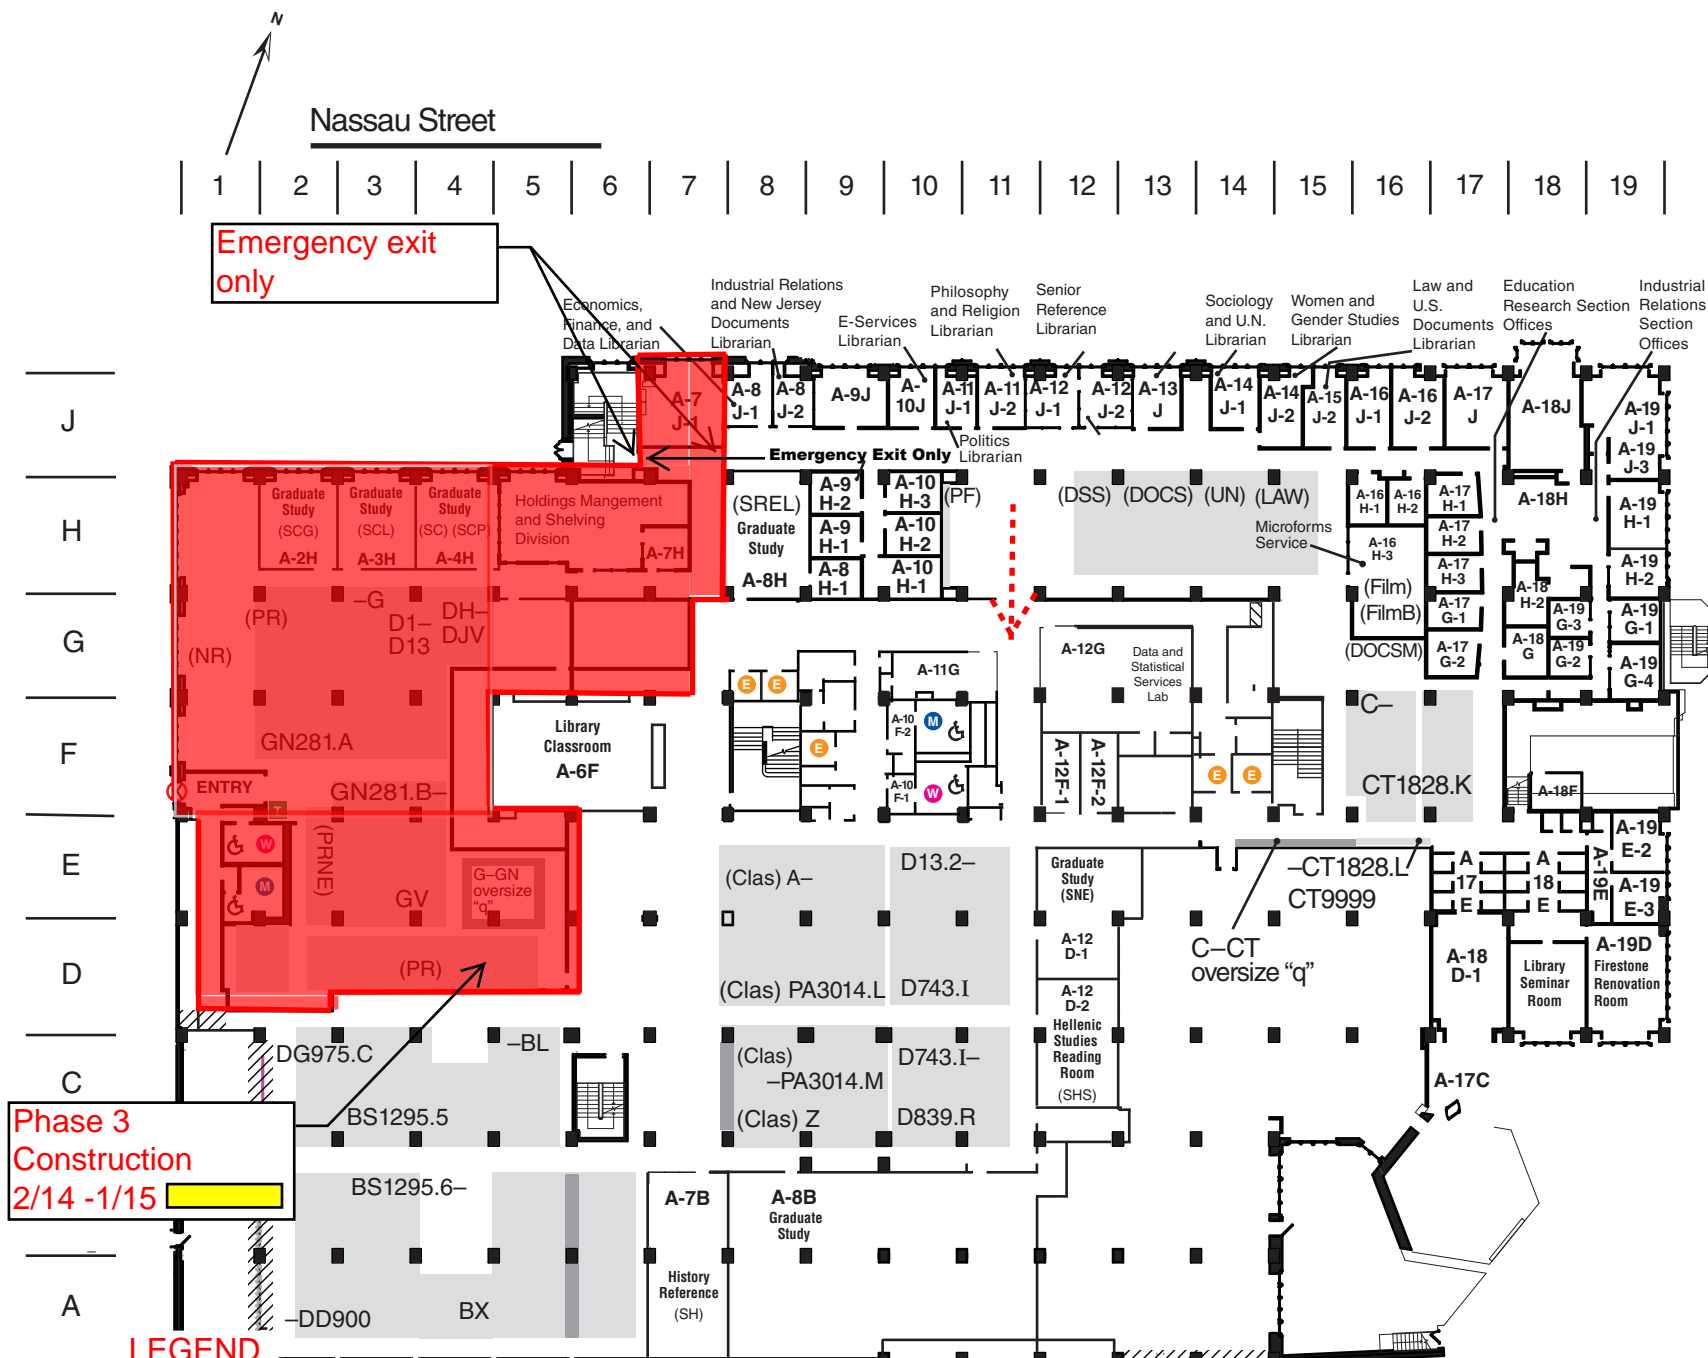 N
Nassau Street
1 2 3 4 5 6 7 8 9 10 11 12 13 14 15 16 17 18 19
Emergency exit
only
Economics,
Finance, and
Data Librarian
Industrial Relations
and New Jersey
Documents
Librarian
E-Services
Librarian
Philosophy
and Religion
Librarian
Senior
Reference
Librarian
Sociology
and U.N.
Librarian
Women and
Gender Studies
Librarian
Law and
U.S.
Documents
Librarian
Education
Research Section
Offices
Industrial
Relations
Section
Offices
J
A-7
J-1
A-8
J-1
A-8
J-2
A-9J
A-
10J
A-11
J-1
A-11
J-2
A-12
J-1
A-12
J-2
A-13
J
A-14
J-1
A-14
J-2
A-15
J-2
A-16
J-1
A-16
J-2
A-17
J
A-18J
A-19
J-1
A-19
J-3
Politics
Librarian
Emergency Exit Only
H
Graduate
Study
(SCG)
A-2H
Graduate
Study
(SCL)
A-3H
Graduate
Study
(SC) (SCP)
A-4H
Holdings Mangement
and Shelving
Division
A-7H
(SREL)
Graduate
Study
A-8H
A-9
H-2
A-9
H-1
A-8
H-1
A-10
H-3
A-10
H-2
A-10
H-1
(PF)
(DSS) (DOCS) (UN) (LAW)
Microforms
Service
A-16
H-1
A-16
H-2
A-16
H-3
(Film)
(FilmB)
(DOCSM)
A-17
H-1
A-17
H-2
A-17
H-3
A-18H
A-18
H-2
A-19
H-1
A-19
H-2
G
(NR)
(PR)
–G
D1–
D13
DH–
DJV
A-11G
A-12G
Data and
Statistical
Services
Lab
A-17
G-1
A-17
G-2
A-18
G
A-19
G-3
A-19
G-2
A-19
G-1
A-19
G-4
E E
F
GN281.A
GN281.B–
ENTRY
T
Library
Classroom
A-6F
E
A-10
F-2
M
A-10
F-1
W
A-12F-1
A-12F-2
E E
C–
CT1828.K
A-18F
E
W
M
(PRNE)
GV
G–GN
oversize
“q”
(Clas) A–
D13.2–
Graduate
Study
(SNE)
–CT1828.L
CT9999
A
17
E
A
18
E
A-19E
A-19
E-2
A-19
E-3
D
(PR)
(Clas) PA3014.L
D743.I
A-12
D-1
A-12
D-2
Hellenic
Studies
Reading
Room
(SHS)
C–CT
oversize “q”
A-18
D-1
Library
Seminar
Room
A-19D
Firestone
Renovation
Room
C
DG975.C
–BL
BS1295.5
(Clas)
–PA3014.M
(Clas) Z
D743.I–
D839.R
A-17C
Phase 3
Construction
2/14 -1/15
BS1295.6–
A-7B
A-8B
Graduate
Study
A
–DD900
BX
History
Reference
(SH)
LEGEND